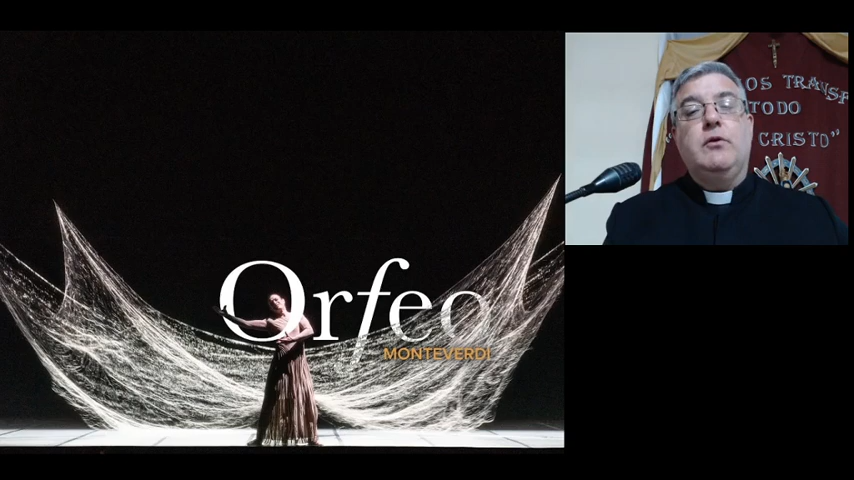 Orfeo
MONTEVERDI
OS TRANSF
TODO
CRISTO"